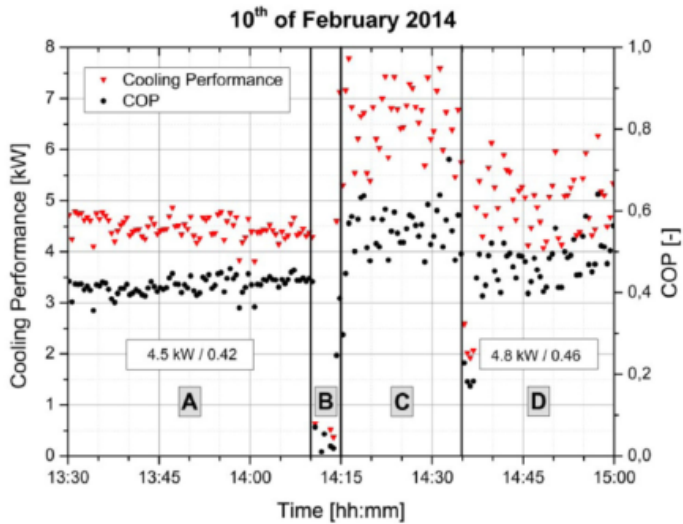 10th of February 2014
Cooling Performance
COP
Cooling Performance [kW]
8
7
6
5
4
3
2
1
0
1,0
0,8
0,6
0,4
0,2
0,0
COP [-]
4.5 kW / 0.42
4.8 kW / 0.46
A
B
C
D
13:30
13:45
14:00
14:15
14:30
14:45
15:00
Time [hh:mm]